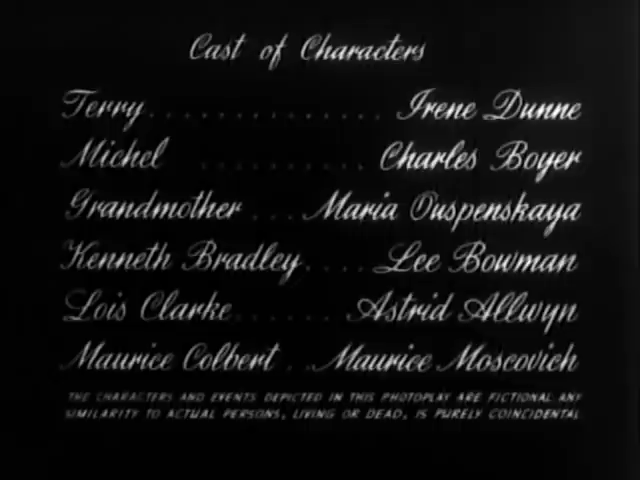 Cast of Characters
Terry . . . . . . . . . . . . . . . Irene Dunne
Michel . . . . . . . . . . . Charles Boyer
Grandmother . . . Maria Ouspenskaya
Kenneth Bradley . . . . . Lee Bowman
Lois Clarke . . . . . . . Astrid Allwyn
Maurice Colbert . . Maurice Moscovich
THE CHARACTERS AND EVENTS DEPICTED IN THIS PHOTOPLAY ARE FICTIONAL ANY
SIMILARITY TO ACTUAL PERSONS, LIVING OR DEAD, IS PURELY COINCIDENTAL